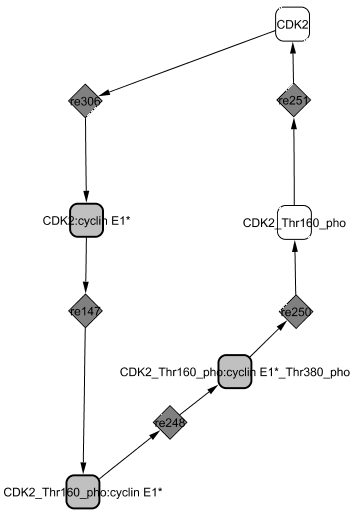 CDK2
re306
re251
CDK2:cyclin E1*
CDK2_Thr160_pho
re147
re250
CDK2_Thr160_pho:cyclin E1*_Thr380_pho
re248
CDK2_Thr160_pho:cyclin E1*